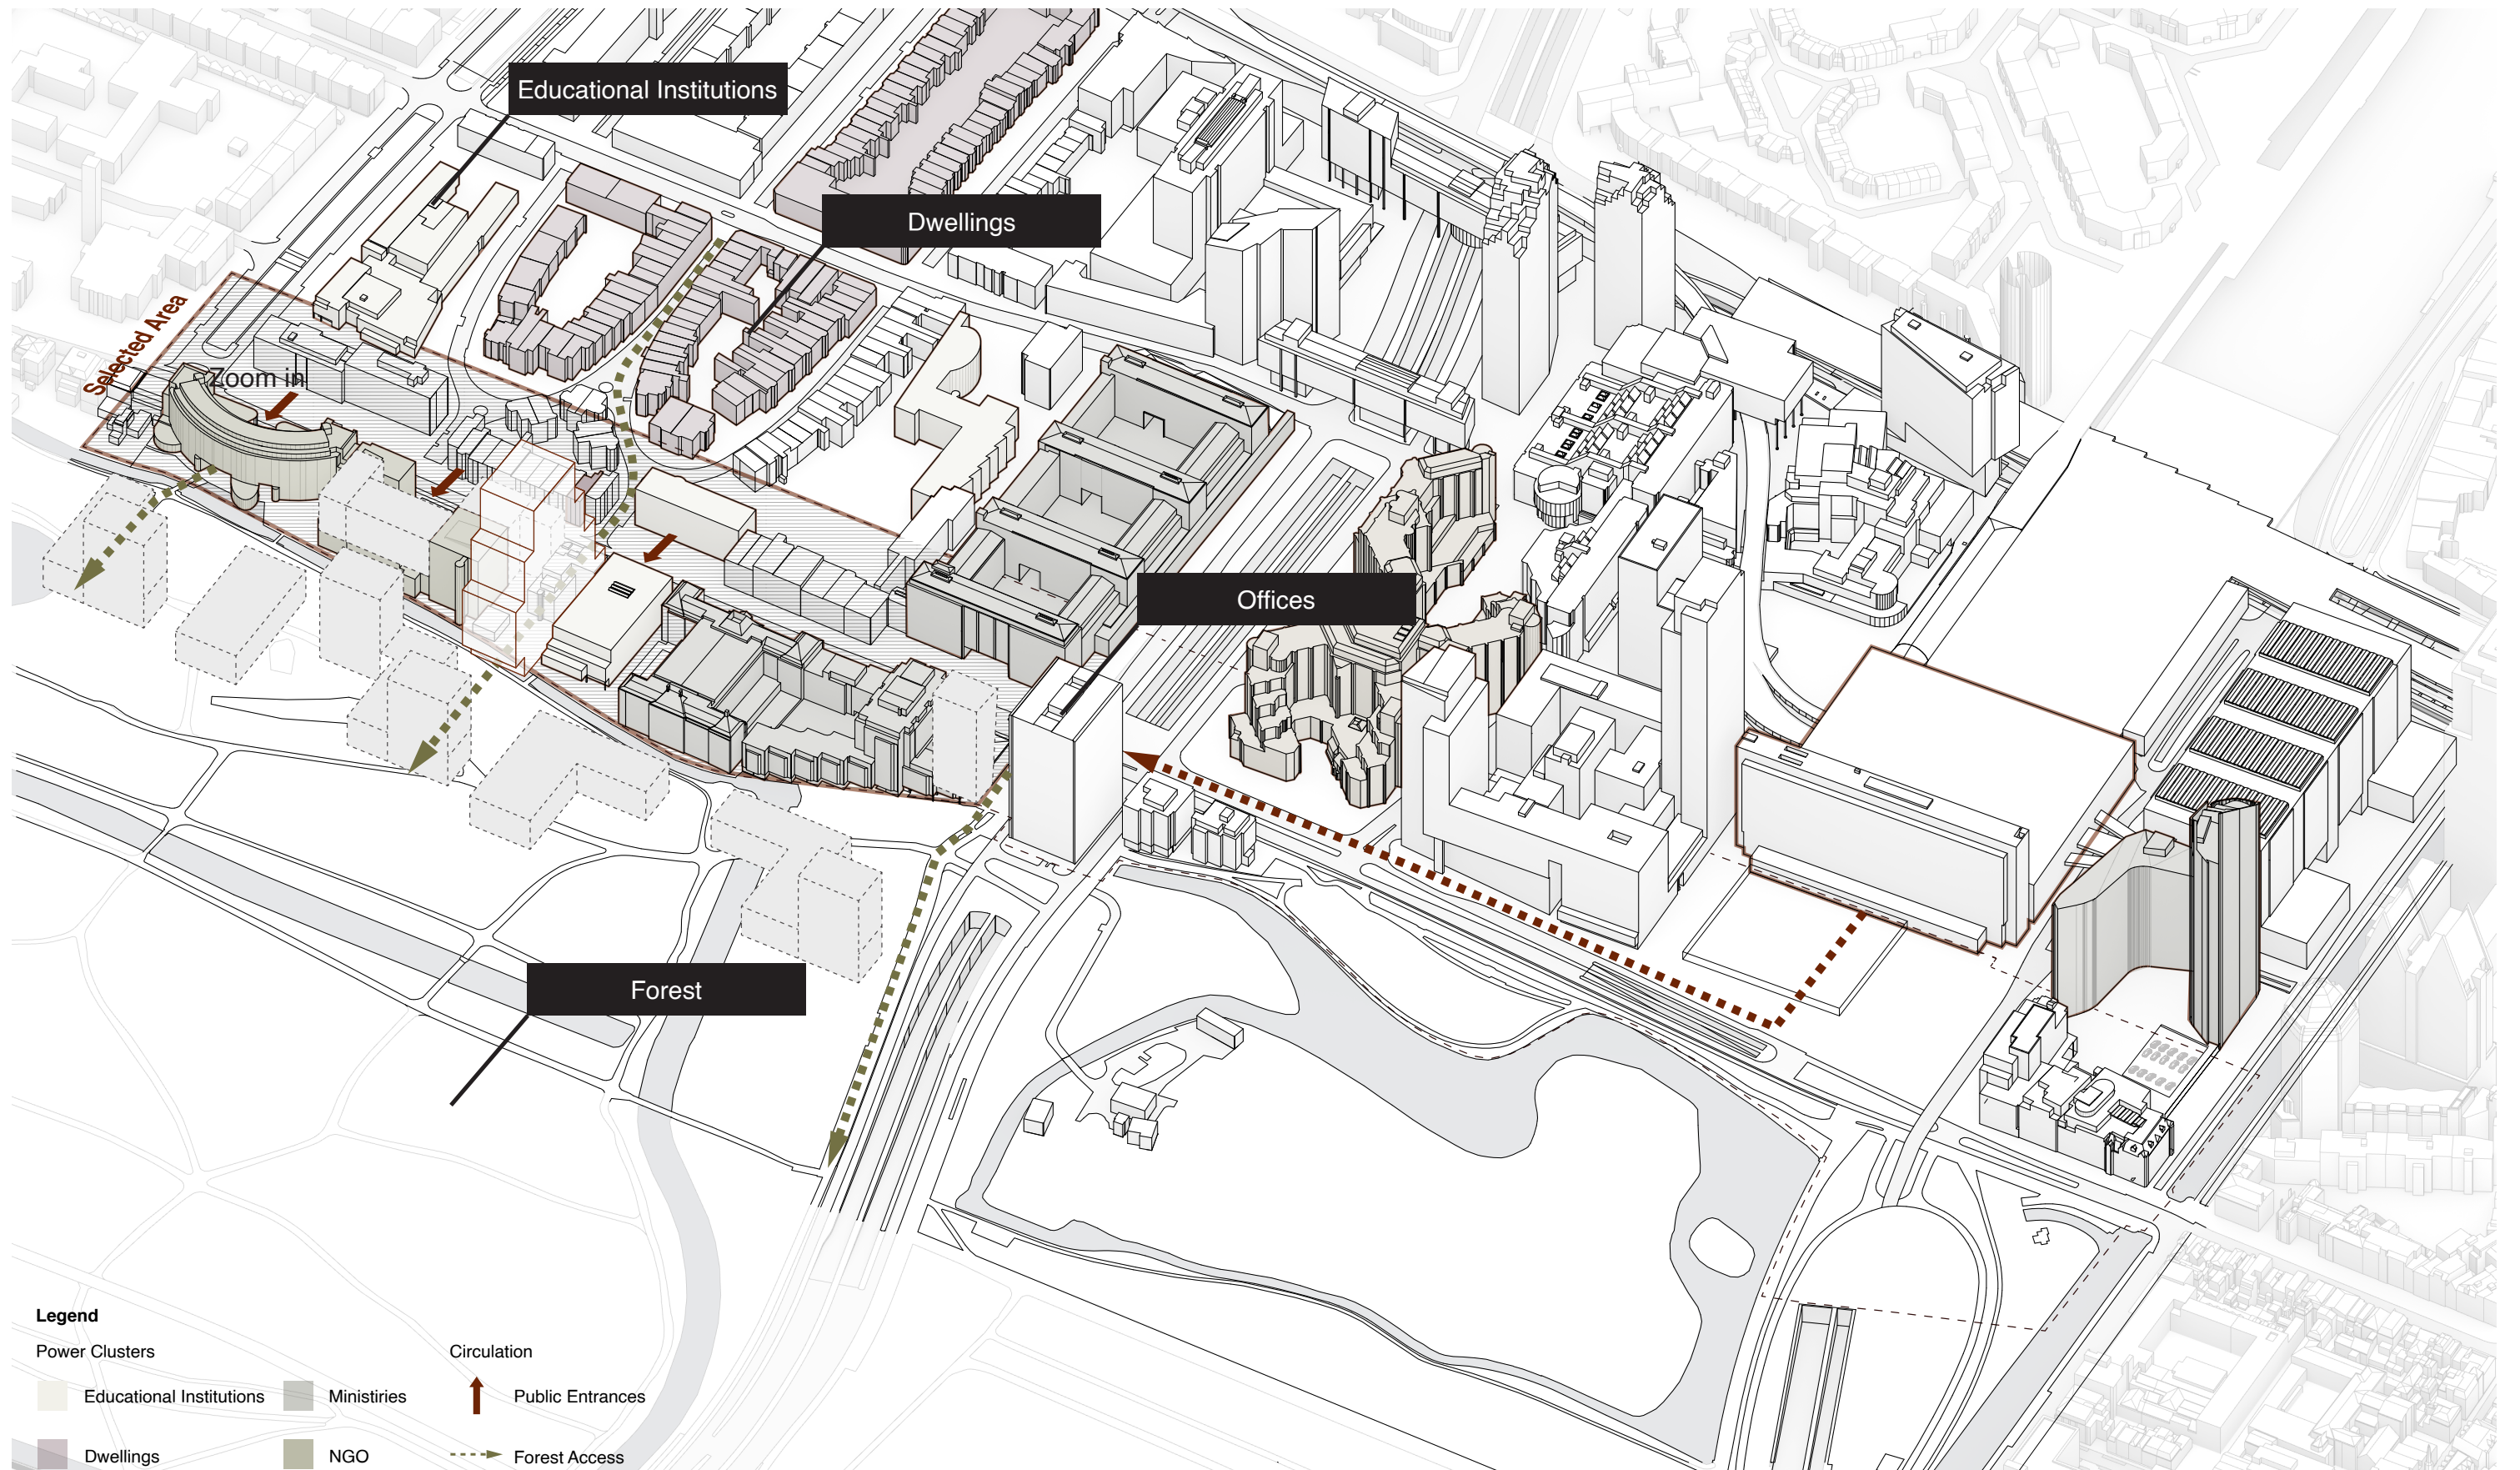 Educational Institutions
Dwellings
Selected Area
Zoom in
Offices
Forest
Legend
Power Clusters
Circulation
Educational Institutions
Ministiries
Public Entrances
Dwellings
NGO
Forest Access